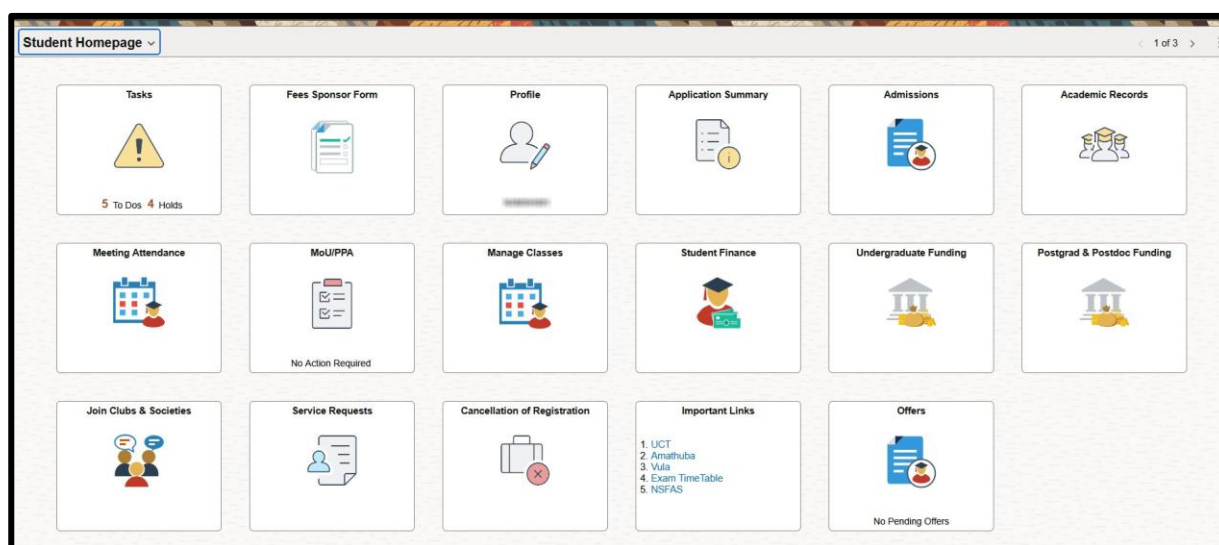 Student Homepage
1 of 3
Tasks
5 To Dos 4 Holds
Fees Sponsor Form
Profile
Application Summary
Admissions
Academic Records
Meeting Attendance
MoU/PPA
No Action Required
Manage Classes
Student Finance
Undergraduate Funding
Postgrad & Postdoc Funding
Join Clubs & Societies
Service Requests
Cancellation of Registration
Important Links
1. UCT
2. Amathuba
3. Vula
4. Exam TimeTable
5. NSFAS
Offers
No Pending Offers